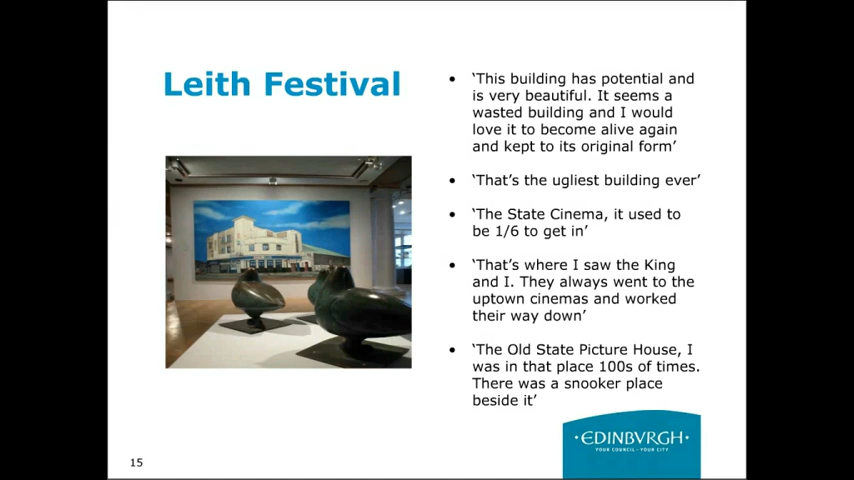 Leith Festival
• ‘This building has potential and
is very beautiful. It seems a
wasted building and I would
love it to become alive again
and kept to its original form’
• ‘That’s the ugliest building ever’
• ‘The State Cinema, it used to
be 1/6 to get in’
• ‘That’s where I saw the King
and I. They always went to the
uptown cinemas and worked
their way down’
• ‘The Old State Picture House, I
was in that place 100s of times.
There was a snooker place
beside it’
·EDINBVRGH·
YOUR COUNCIL – YOUR CITY
15